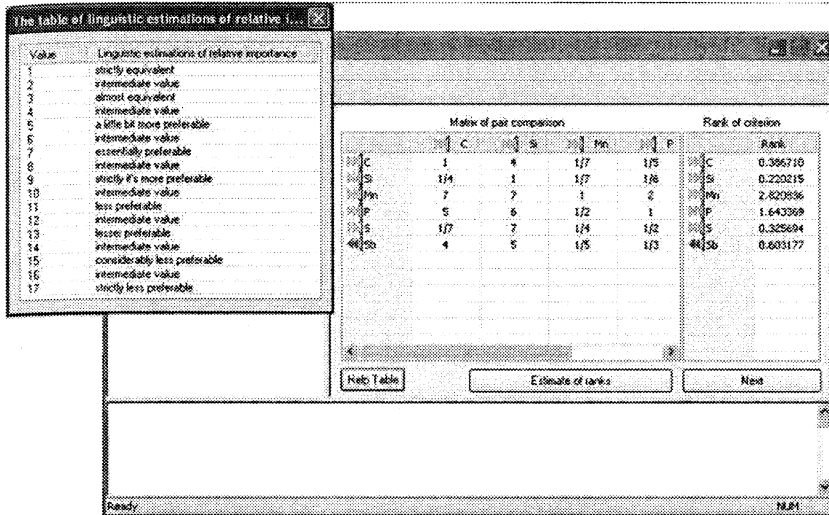 The table of linguistic estimations of relative i...
Value Linguistic estimations of relative importance
1 strictly equivalent
2 intermediate value
3 almost equivalent
4 intermediate value
5 a little bit more preferable
6 intermediate value
7 essentially preferable
8 intermediate value
9 strictly it's more preferable
10 intermediate value
11 less preferable
12 intermediate value
13 lesser preferable
14 intermediate value
15 considerably less preferable
16 intermediate value
17 strictly less preferable
Matrix of pair comparison
C Si Mn P
C 1 4 1/7 1/5
Si 1/4 1 1/7 1/6
Mn 7 7 1 2
P 5 6 1/2 1
S 1/7 7 1/4 1/2
Sb 4 5 1/5 1/3
Rank of criterion
Rank
C 0.386710
Si 0.220215
Mn 2.820836
P 1.643369
S 0.325694
Sb 0.603177
Help Table
Estimate of ranks
Next
Ready
NUM